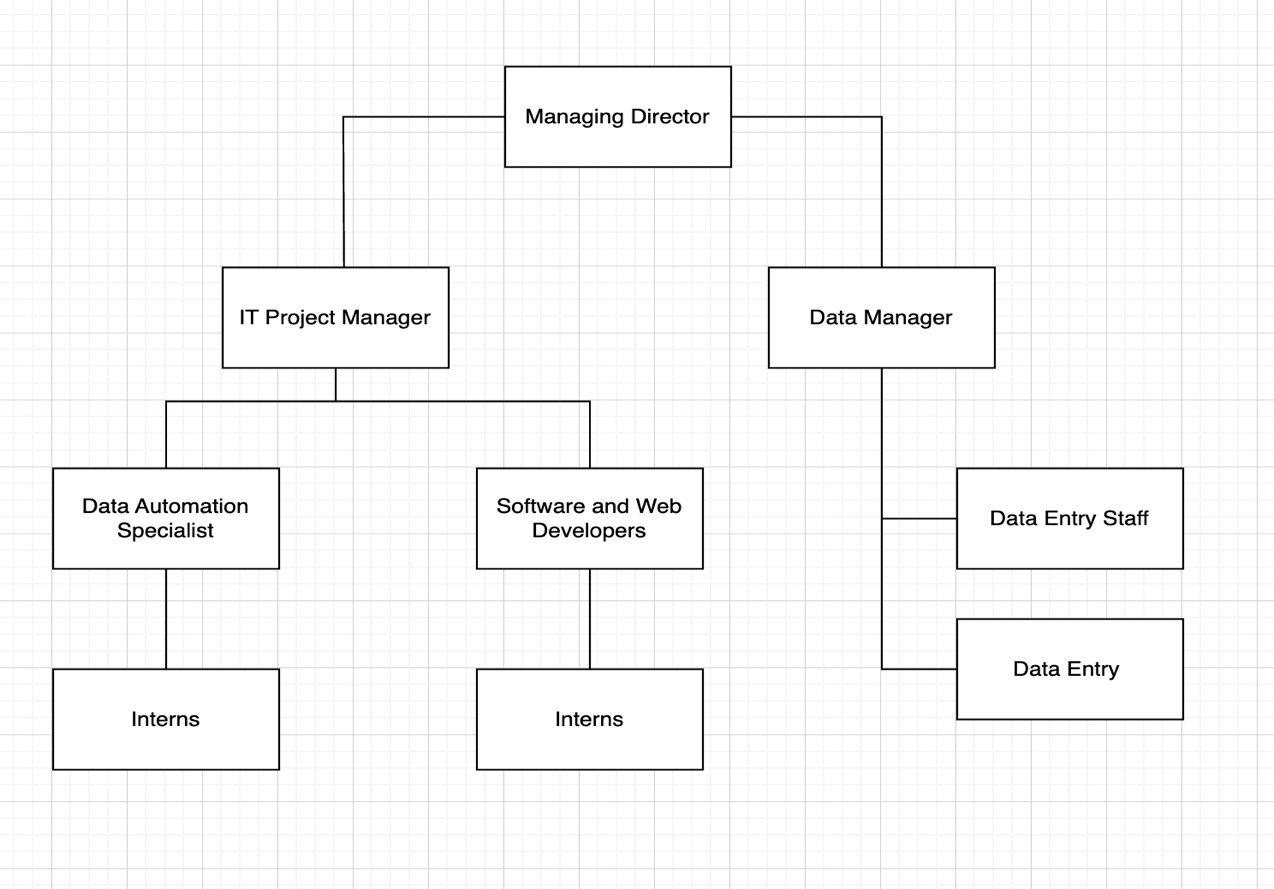 Managing Director
IT Project Manager
Data Manager
Data Automation
Specialist
Software and Web
Developers
Data Entry Staff
Data Entry
Interns
Interns